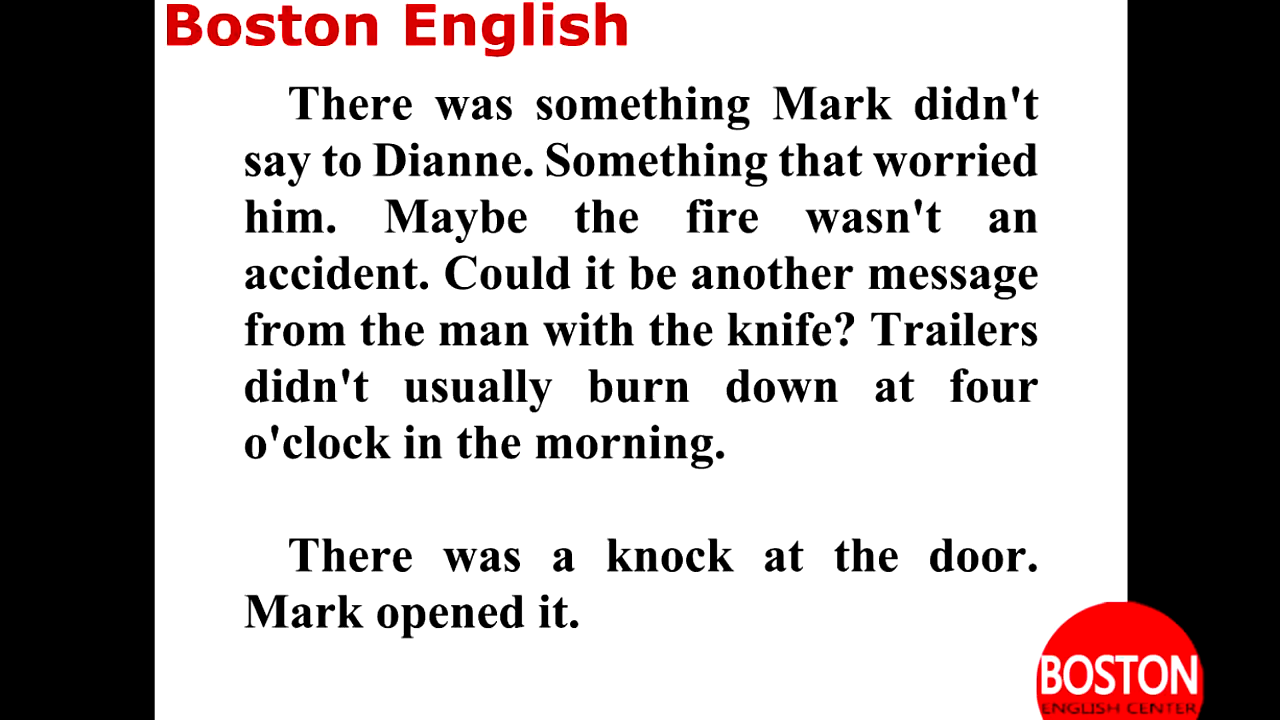 Boston English
There was something Mark didn't
say to Dianne. Something that worried
him. Maybe the fire wasn't an
accident. Could it be another message
from the man with the knife? Trailers
didn't usually burn down at four
o'clock in the morning.
There was a knock at the door.
Mark opened it.
BOSTON
ENGLISH CENTER